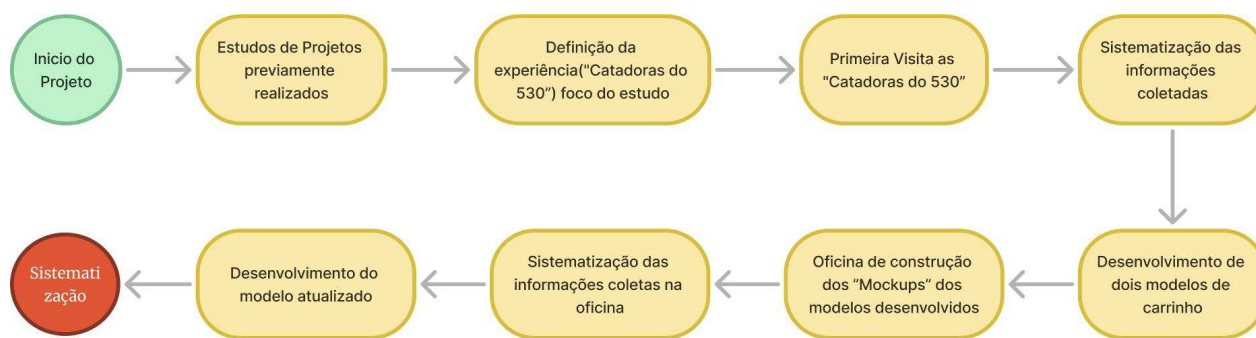 Inicio do
Projeto
Estudos de Projetos
previamente
realizados
Definição da
experiência("Catadoras do
530”) foco do estudo
Primeira Visita as
"Catadoras do 530”
Sistematização das
informações
coletadas
Desenvolvimento de
dois modelos de
carrinho
Oficina de construção
dos ”Mockups” dos
modelos desenvolvidos
Sistematização das
informações coletas na
oficina
Desenvolvimento do
modelo atualizado
Sistemati
zação